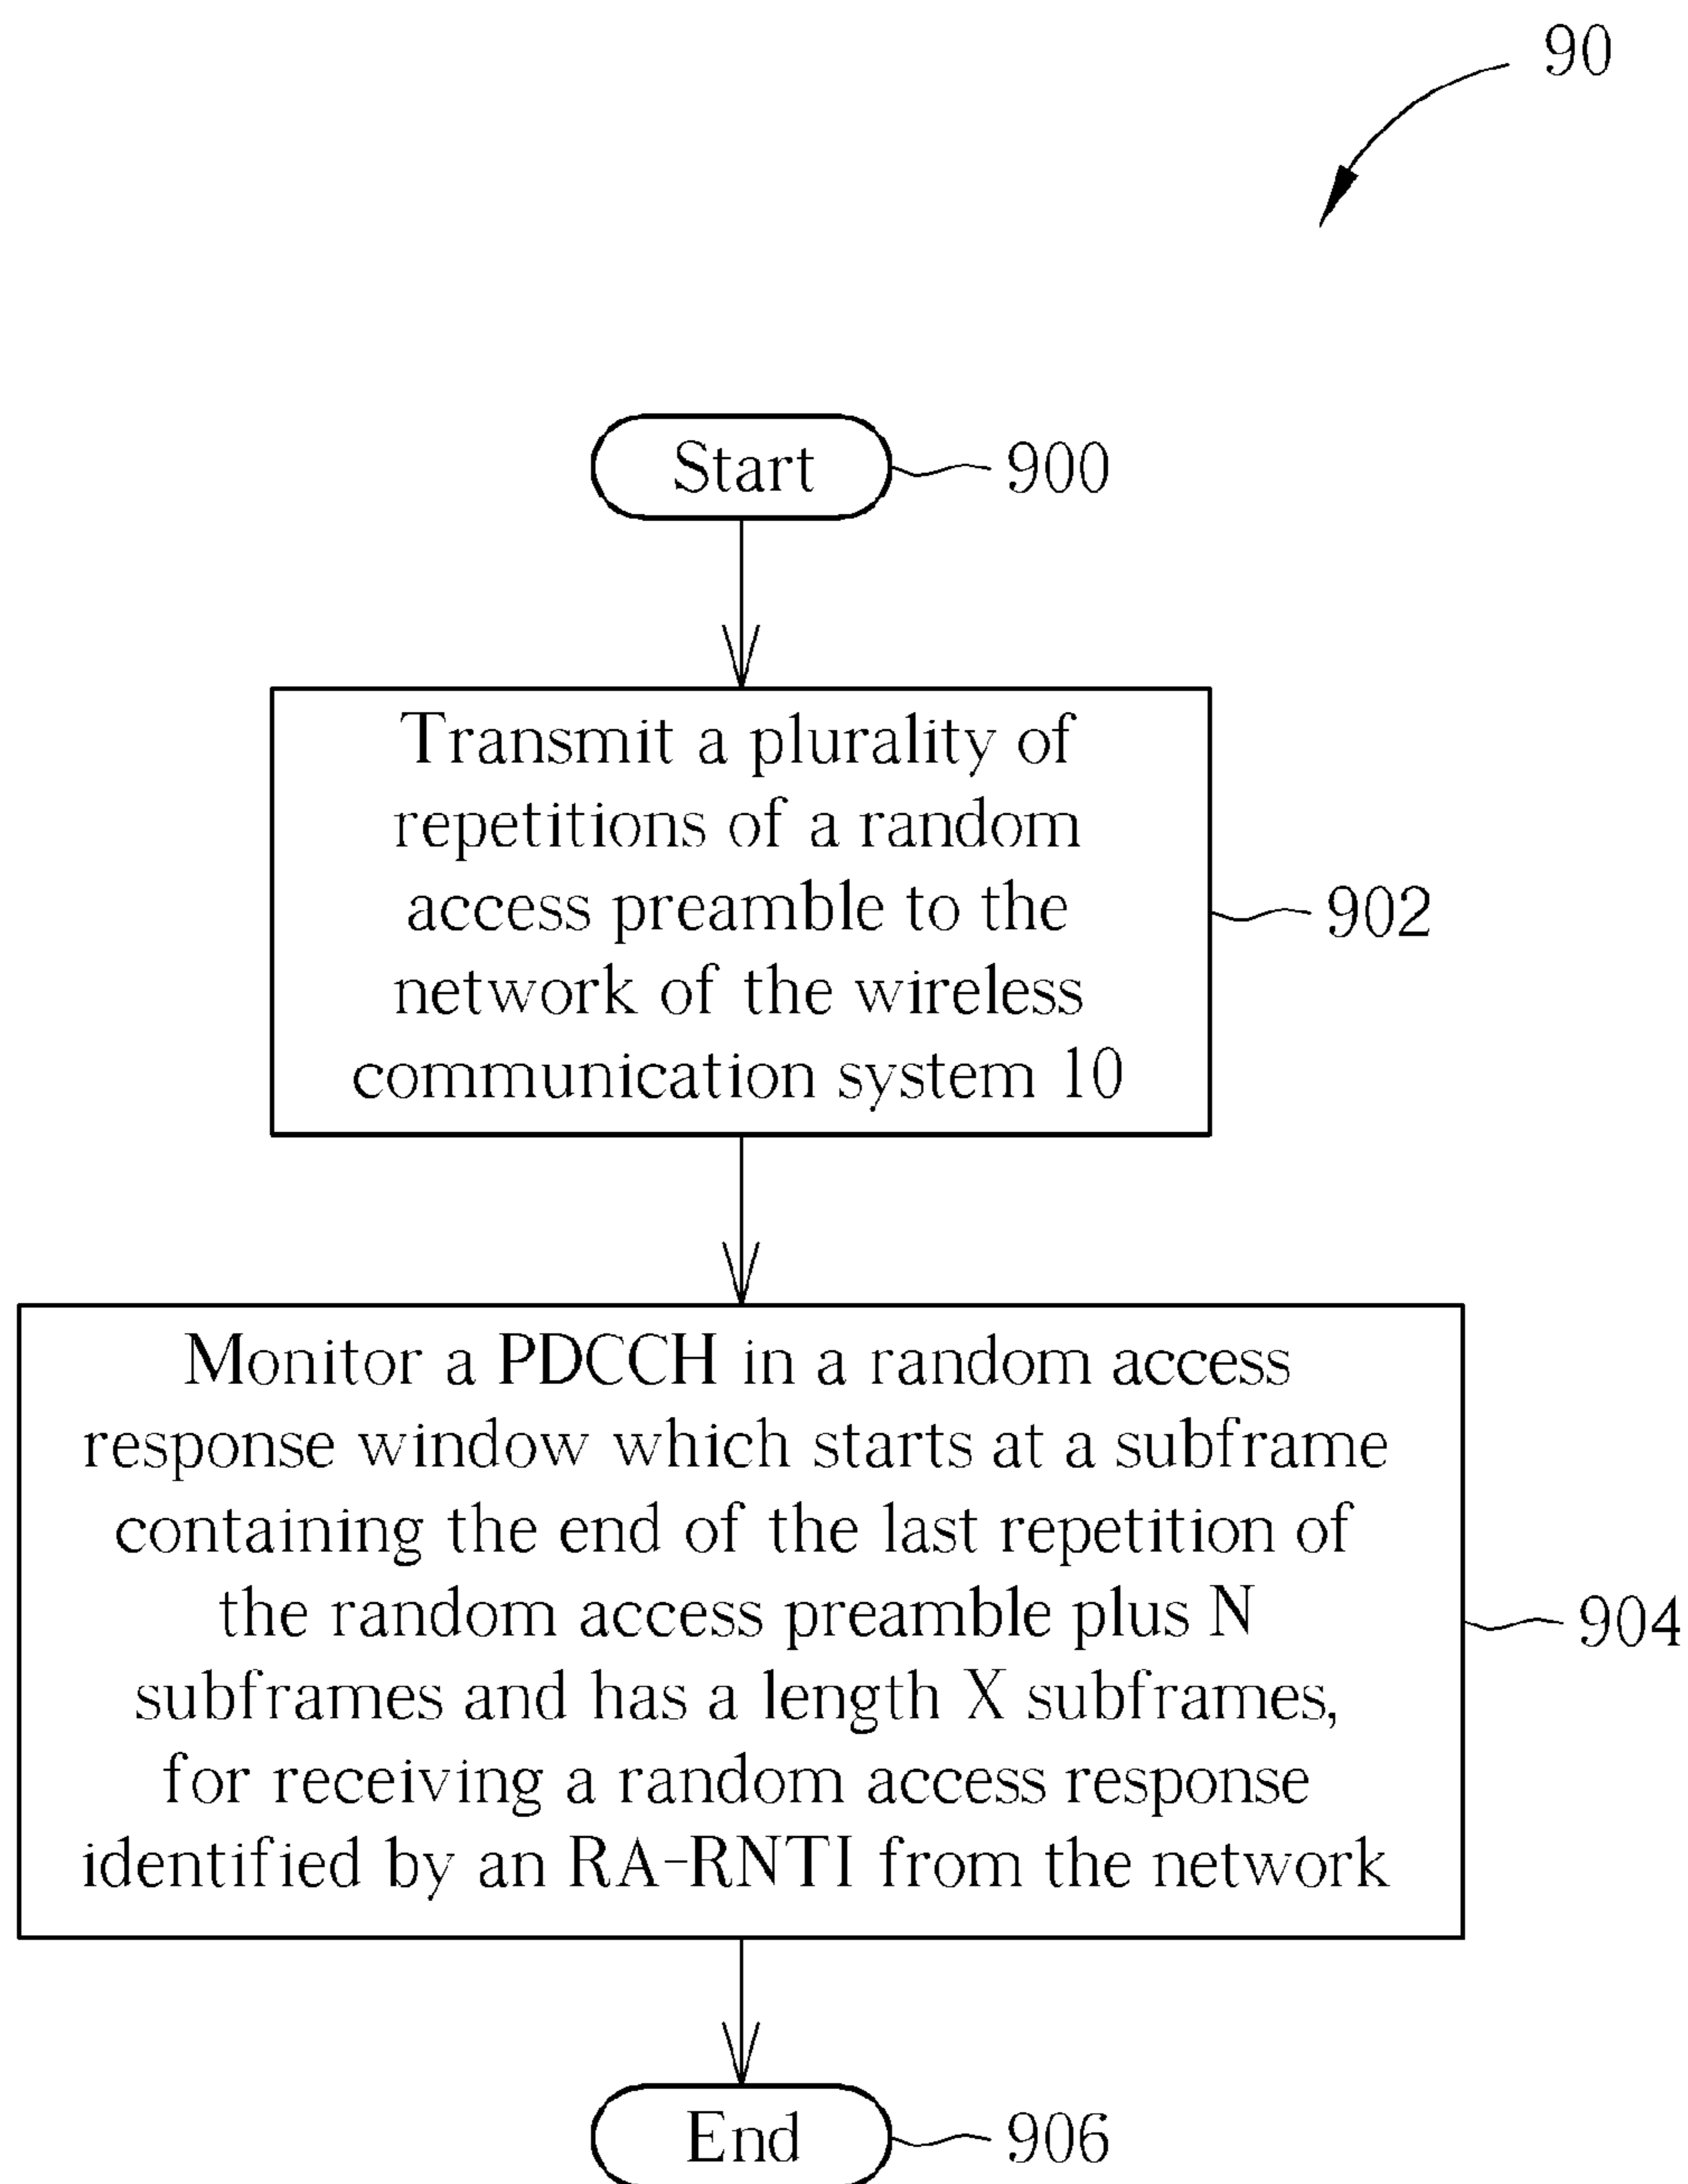 90
Start
900
Transmit a plurality of
repetitions of a random
access preamble to the
network of the wireless
communication system 10
902
Monitor a PDCCH in a random access
response window which starts at a subframe
containing the end of the last repetition of
the random access preamble plus N
subframes and has a length X subframes,
for receiving a random access response
identified by an RA-RNTI from the network
904
End
906